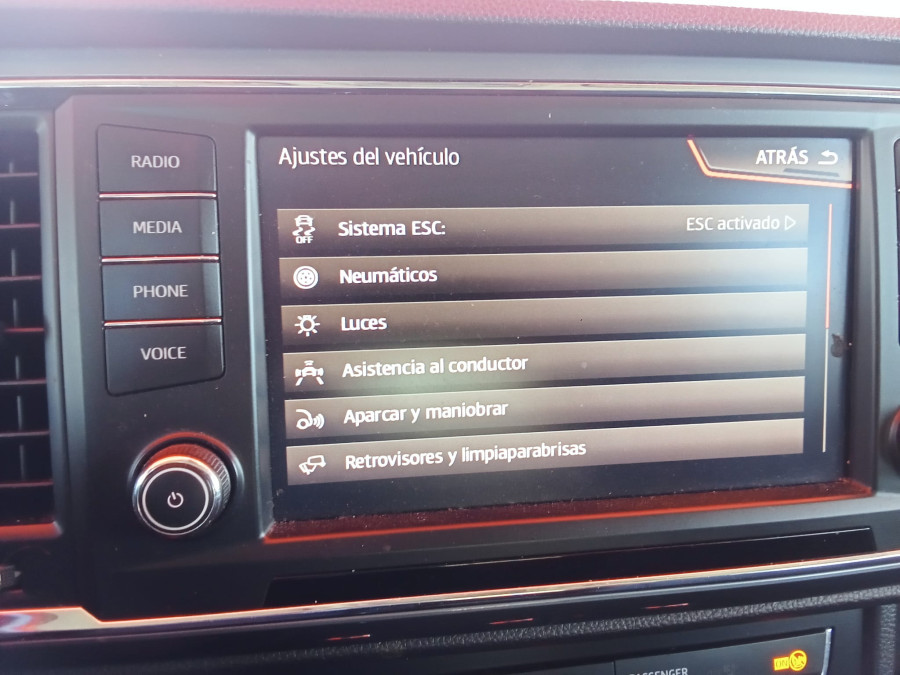 RADIO
MEDIA
PHONE
VOICE
Ajustes del vehículo
ATRÁS
OFF
Sistema ESC:
ESC activado
Neumáticos
Luces
Asistencia al conductor
Aparcar y maniobrar
Retrovisores y limpiaparabrisas
PASSENGER